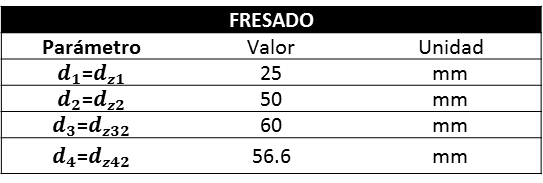 FRESADO
Parámetro Valor Unidad
d1=dz1 25 mm
d2=dz2 50 mm
d3=dz32 60 mm
d4=dz42 56.6 mm